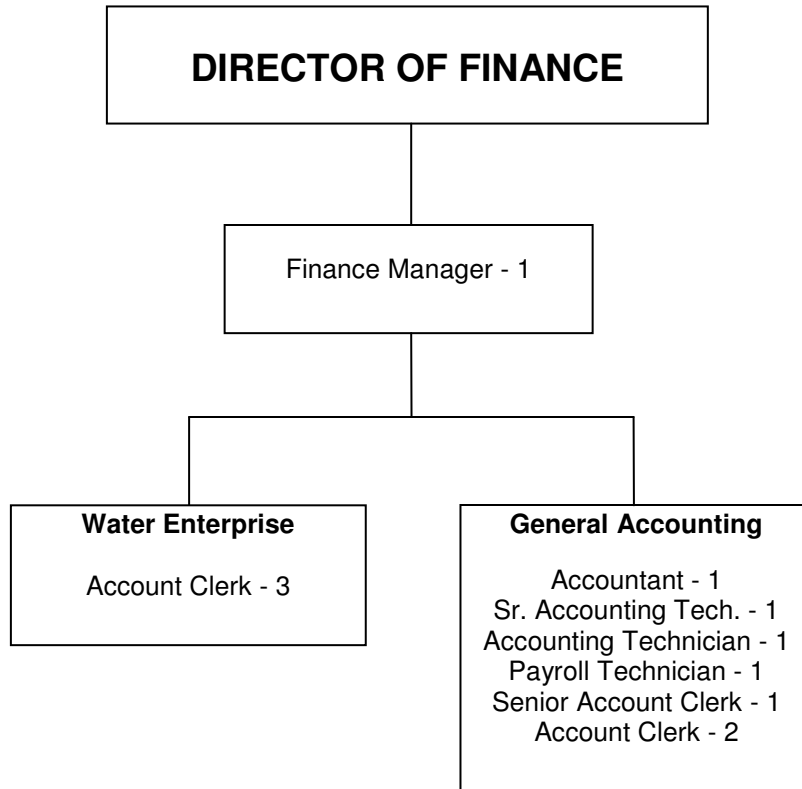 DIRECTOR OF FINANCE
Finance Manager - 1
Water Enterprise
Account Clerk - 3
General Accounting
Accountant - 1
Sr. Accounting Tech. - 1
Accounting Technician - 1
Payroll Technician - 1
Senior Account Clerk - 1
Account Clerk - 2